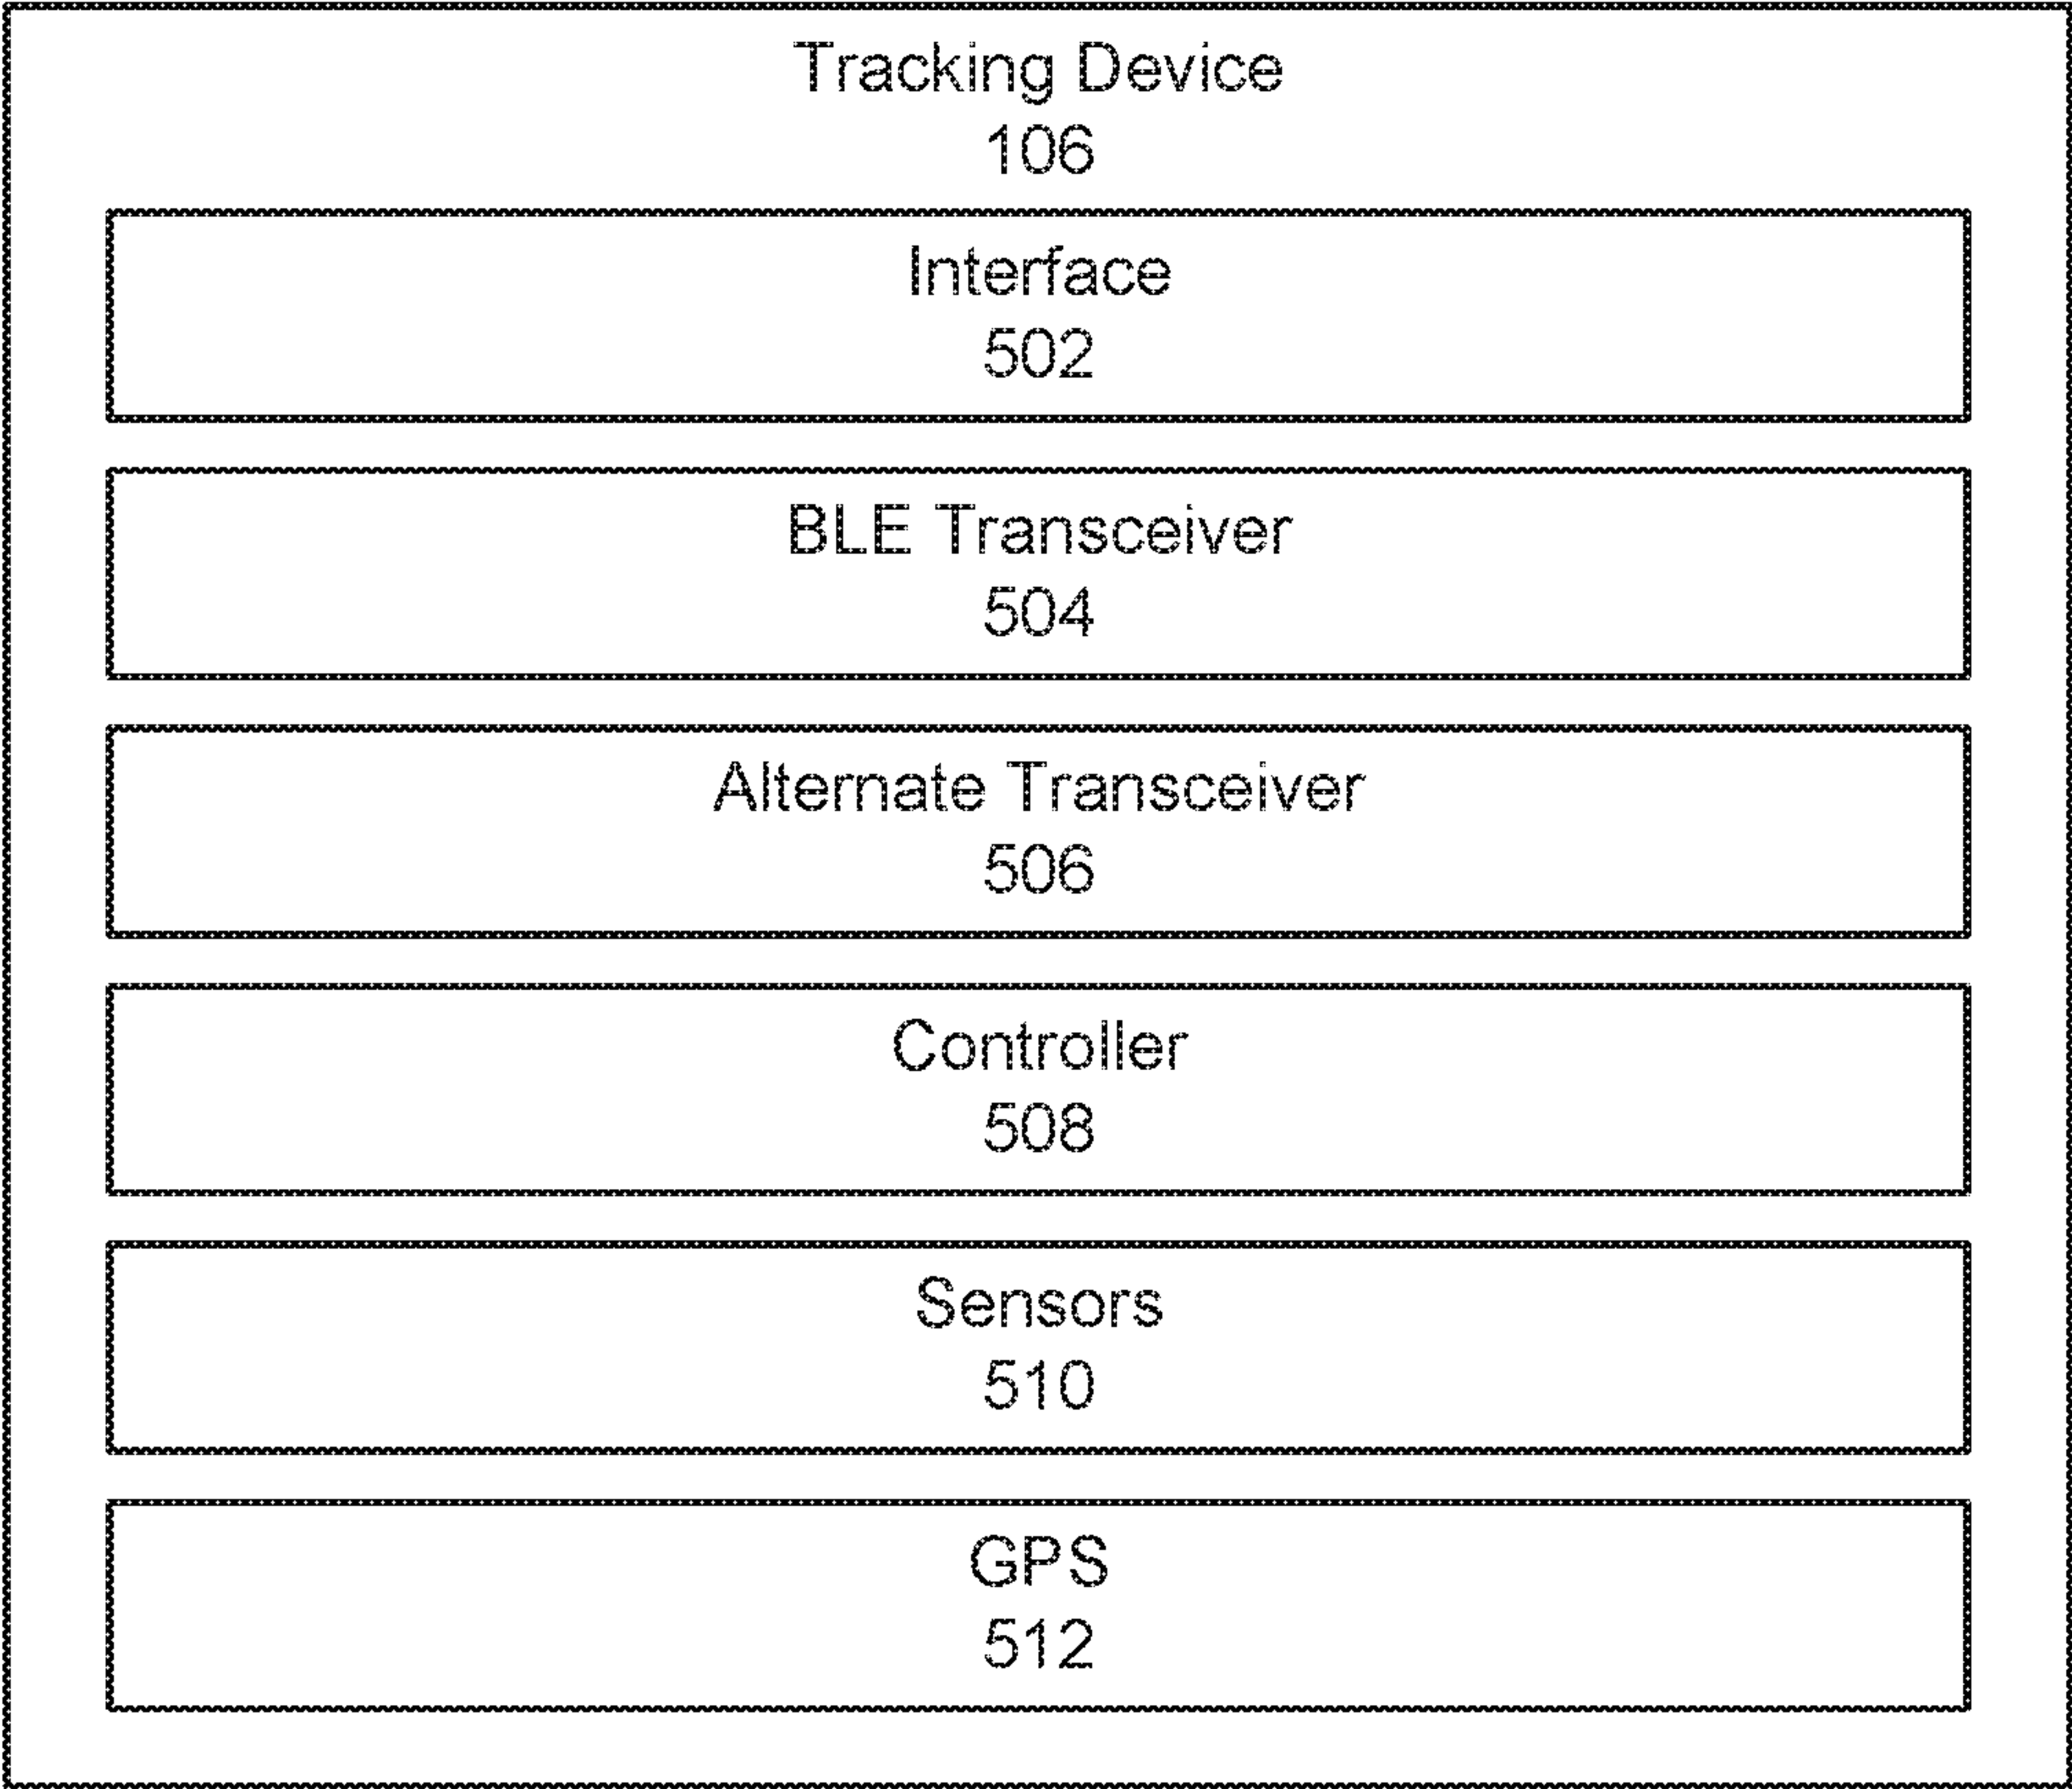 Tracking Device
106
Interface
502
BLE Transceiver
504
Alternate Transceiver
506
Controller
508
Sensors
510
GPS
512